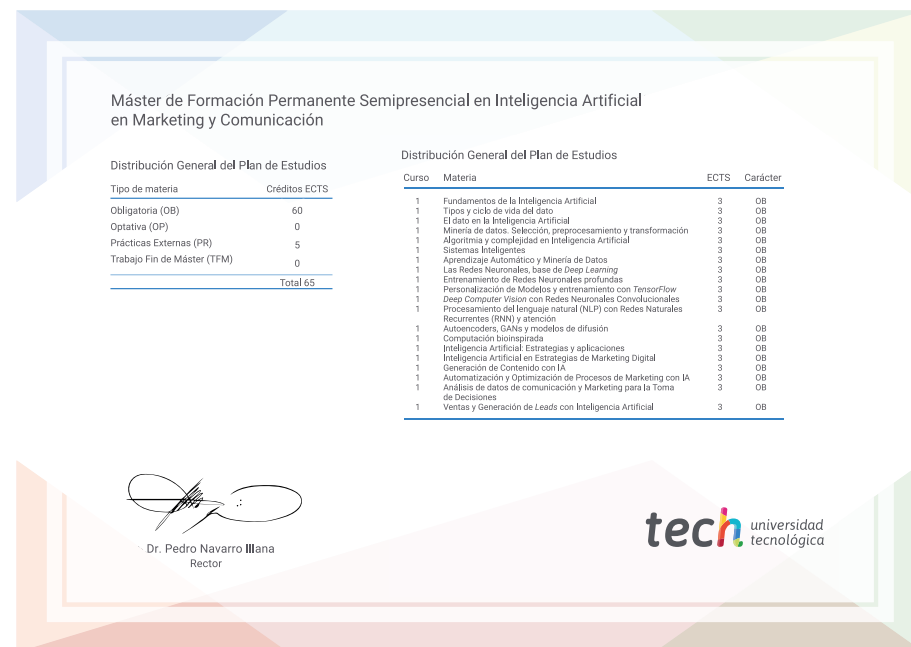 Máster de Formación Permanente Semipresencial en Inteligencia Artificial
en Marketing y Comunicación
Distribución General del Plan de Estudios
Tipo de materia Créditos ECTS
Obligatoria (OB) 60
Optativa (OP) 0
Prácticas Externas (PR) 5
Trabajo Fin de Máster (TFM) 0
Total 65
Distribución General del Plan de Estudios
Curso Materia ECTS Carácter
1 Fundamentos de la Inteligencia Artificial 3 OB
1 Tipos y ciclo de vida del dato 3 OB
1 El dato en la Inteligencia Artificial 3 OB
1 Minería de datos. Selección, preprocesamiento y transformación 3 OB
1 Algoritmia y complejidad en Inteligencia Artificial 3 OB
1 Sistemas Inteligentes 3 OB
1 Aprendizaje Automático y Minería de Datos 3 OB
1 Las Redes Neuronales, base de Deep Learning 3 OB
1 Entrenamiento de Redes Neuronales profundas 3 OB
1 Personalización de Modelos y entrenamiento con TensorFlow 3 OB
1 Deep Computer Vision con Redes Neuronales Convolucionales 3 OB
1 Procesamiento del lenguaje natural (NLP) con Redes Naturales 3 OB
Recurrentes (RNN) y atención
1 Autoencoders, GANs y modelos de difusión 3 OB
1 Computación bioinspirada 3 OB
1 Inteligencia Artificial: Estrategias y aplicaciones 3 OB
1 Inteligencia Artificial en Estrategias de Marketing Digital 3 OB
1 Generación de Contenido con IA 3 OB
1 Automatización y Optimización de Procesos de Marketing con IA 3 OB
1 Análisis de datos de comunicación y Marketing para la Toma 3 OB
de Decisiones
1 Ventas y Generación de Leads con Inteligencia Artificial 3 OB
Dr. Pedro Navarro Illana
Rector
tech universidad
tecnológica